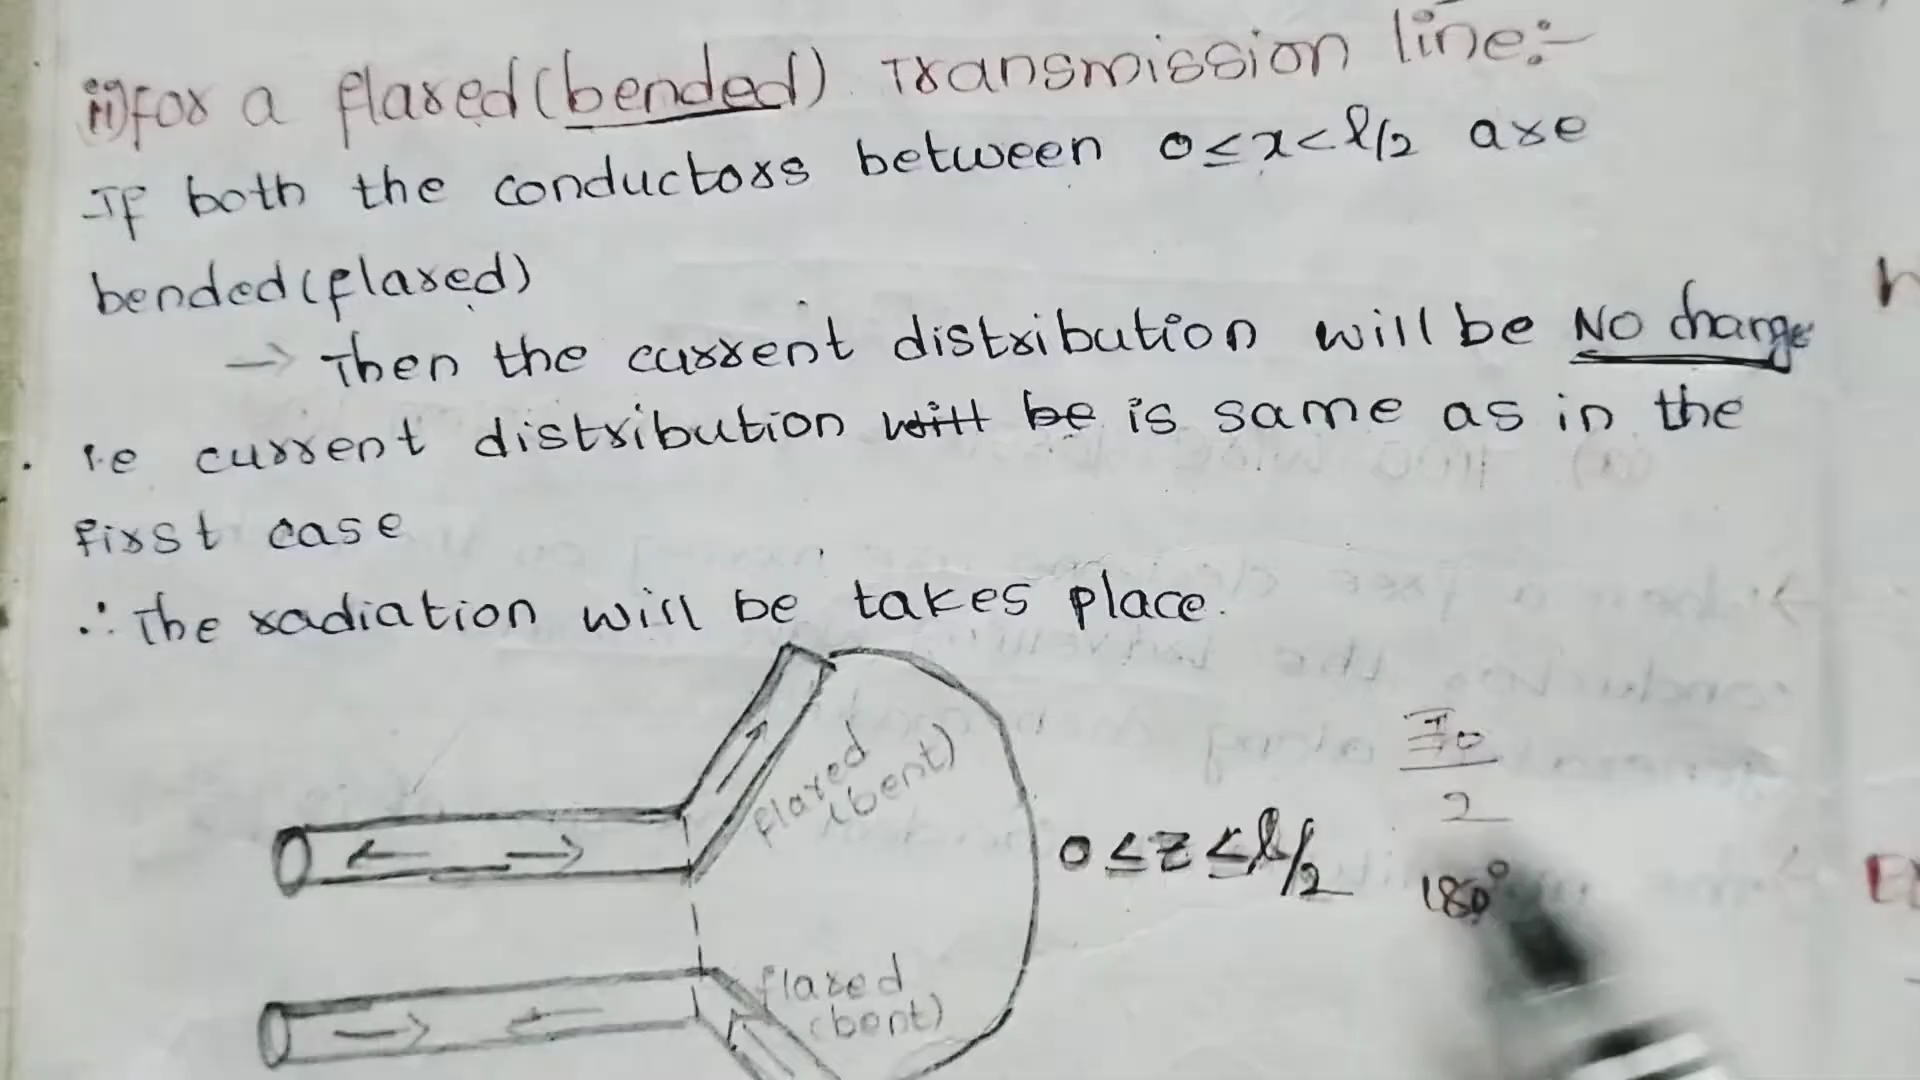 ii) for a flared (bended) Transmission line:-
If both the conductors between 0≤x<l/2 are
bended (flared)
→ Then the current distribution will be NO change
i.e current distribution will be is same as in the
first case
∴ The radiation will be takes place.
flared
(bent)
I0
2
0≤z≤l/2
180°
flared
(bent)